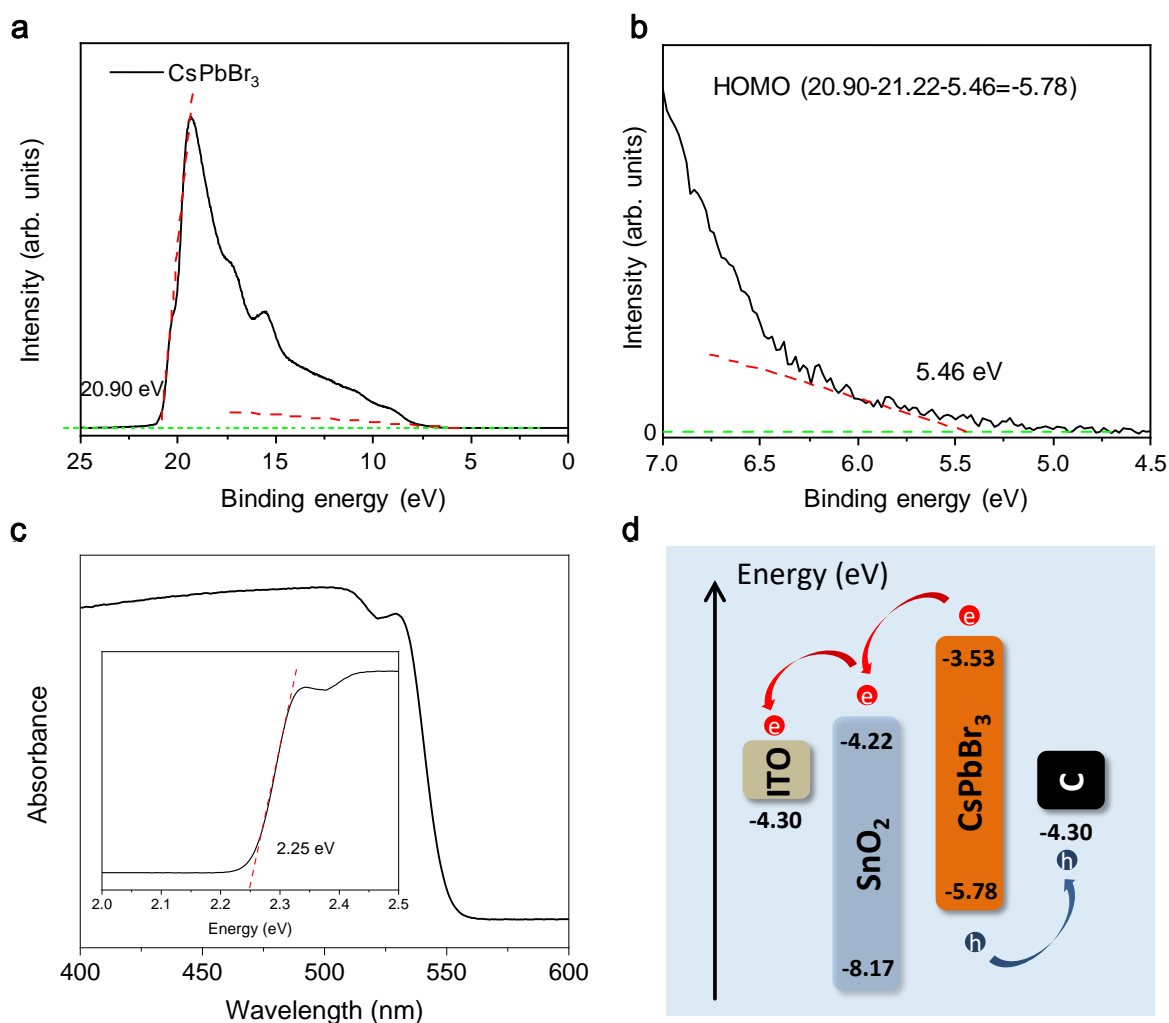 a
CsPbBr₃
20.90 eV
Intensity (arb. units)
25 20 15 10 5 0
Binding energy (eV)
b
HOMO (20.90-21.22-5.46=-5.78)
5.46 eV
Intensity (arb. units)
0
7.0 6.5 6.0 5.5 5.0 4.5
Binding energy (eV)
c
Absorbance
2.25 eV
2.0 2.1 2.2 2.3 2.4 2.5
Energy (eV)
400 450 500 550 600
Wavelength (nm)
d
Energy (eV)
e
e
e
-3.53
-4.22
ITO
-4.30
SnO₂
-8.17
CsPbBr₃
-5.78
C
-4.30
h
h